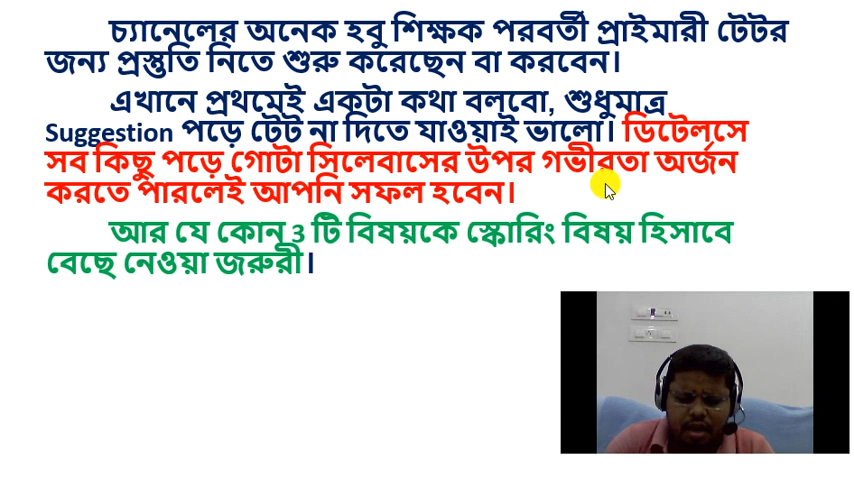 চ্যানেলের অনেক হবু শিক্ষক পরবর্তী প্রাইমারী টেটর
জন্য প্রস্তুতি নিতে শুরু করেছেন বা করবেন।
এখানে প্রথমেই একটা কথা বলবো, শুধুমাত্র
Suggestion পড়ে টেট না দিতে যাওয়াই ভালো। ডিটেলসে
সব কিছু পড়ে গোটা সিলেবাসের উপর গভীরতা অর্জন
করতে পারলেই আপনি সফল হবেন।
আর যে কোন 3 টি বিষয়কে স্কোরিং বিষয় হিসাবে
বেছে নেওয়া জরুরী।